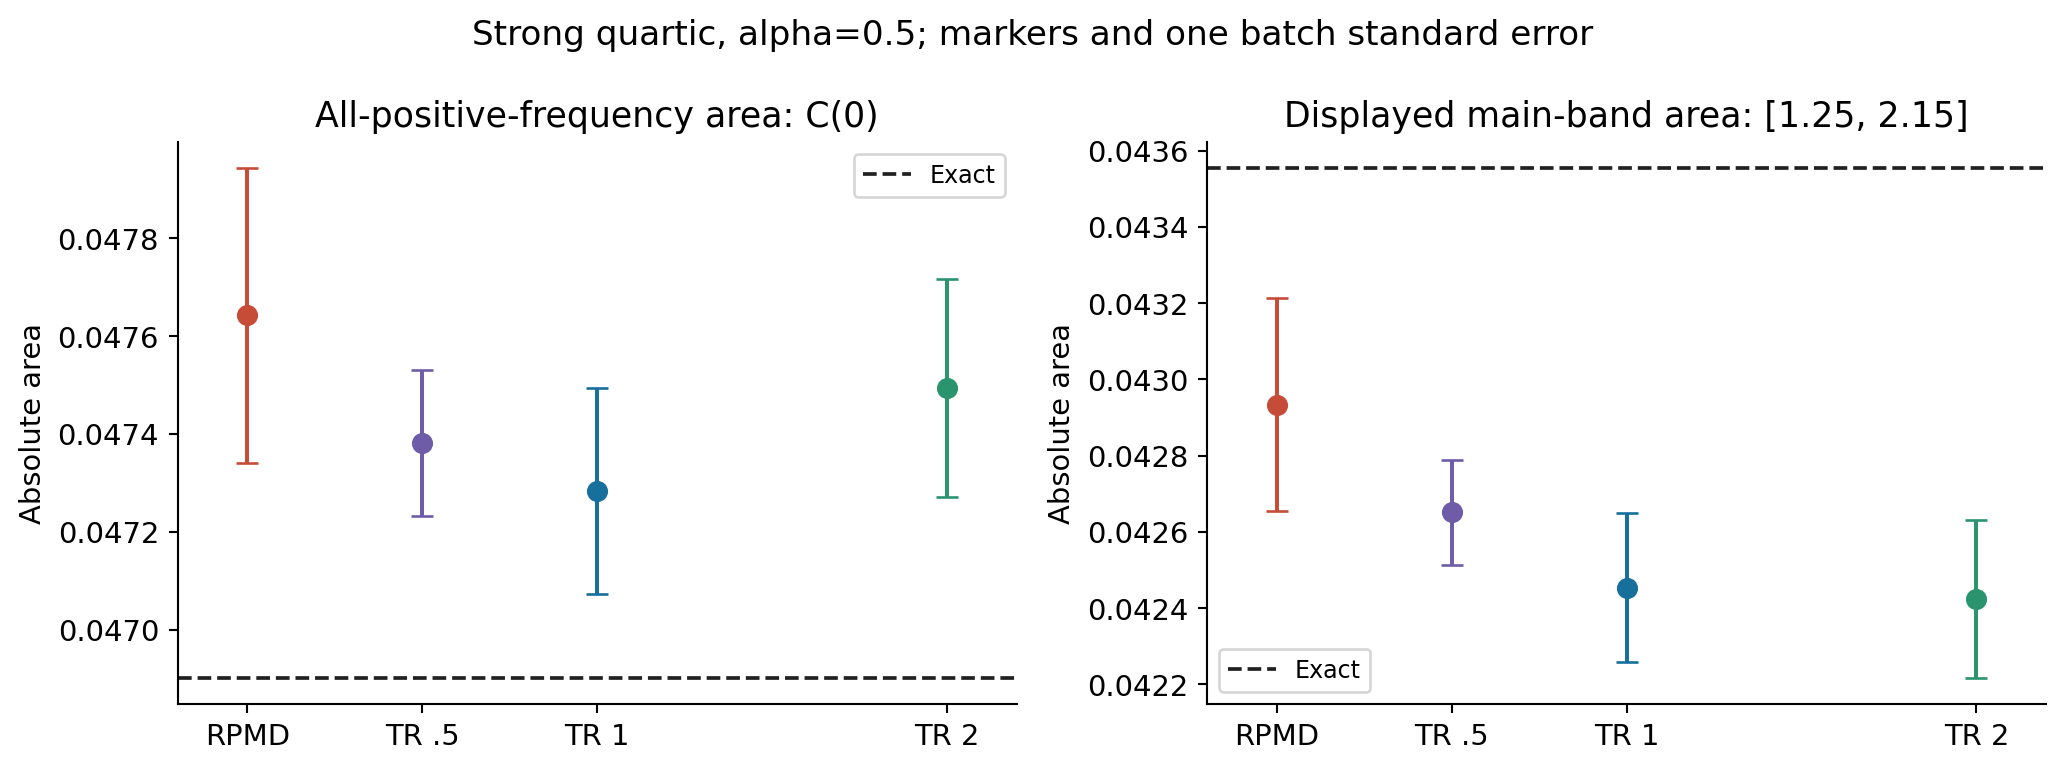 Strong quartic, alpha=0.5; markers and one batch standard error
All-positive-frequency area: C(0)
Exact
Absolute area
0.0478
0.0476
0.0474
0.0472
0.0470
RPMD
TR .5
TR 1
TR 2
Displayed main-band area: [1.25, 2.15]
Absolute area
0.0436
0.0434
0.0432
0.0430
0.0428
0.0426
0.0424
0.0422
Exact
RPMD
TR .5
TR 1
TR 2